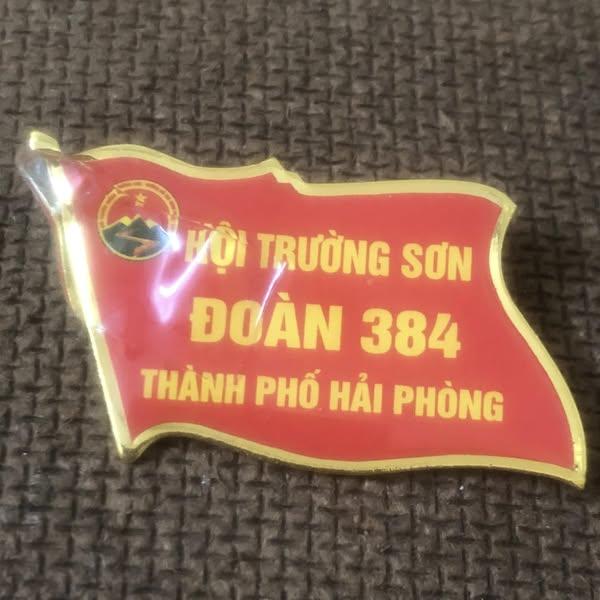 HỘI TRƯỜNG SƠN
ĐOÀN 384
THÀNH PHỐ HẢI PHÒNG